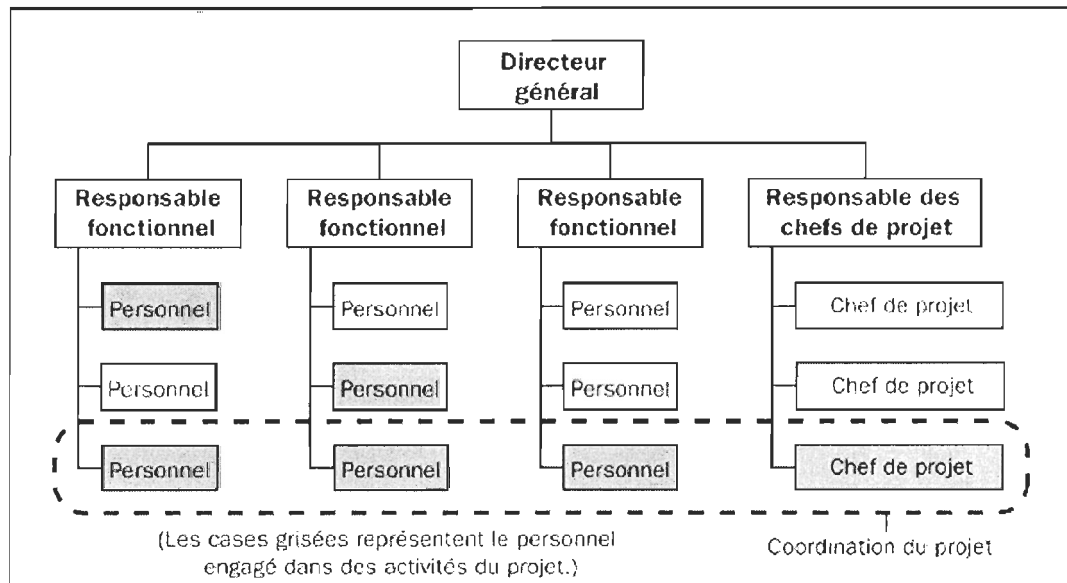 Directeur
général
Responsable
fonctionnel
Responsable
fonctionnel
Responsable
fonctionnel
Responsable des
chefs de projet
Personnel
Personnel
Personnel
Chef de projet
Personnel
Personnel
Personnel
Chef de projet
Personnel
Personnel
Personnel
Chef de projet
(Les cases grisées représentent le personnel
engagé dans des activités du projet.)
Coordination du projet